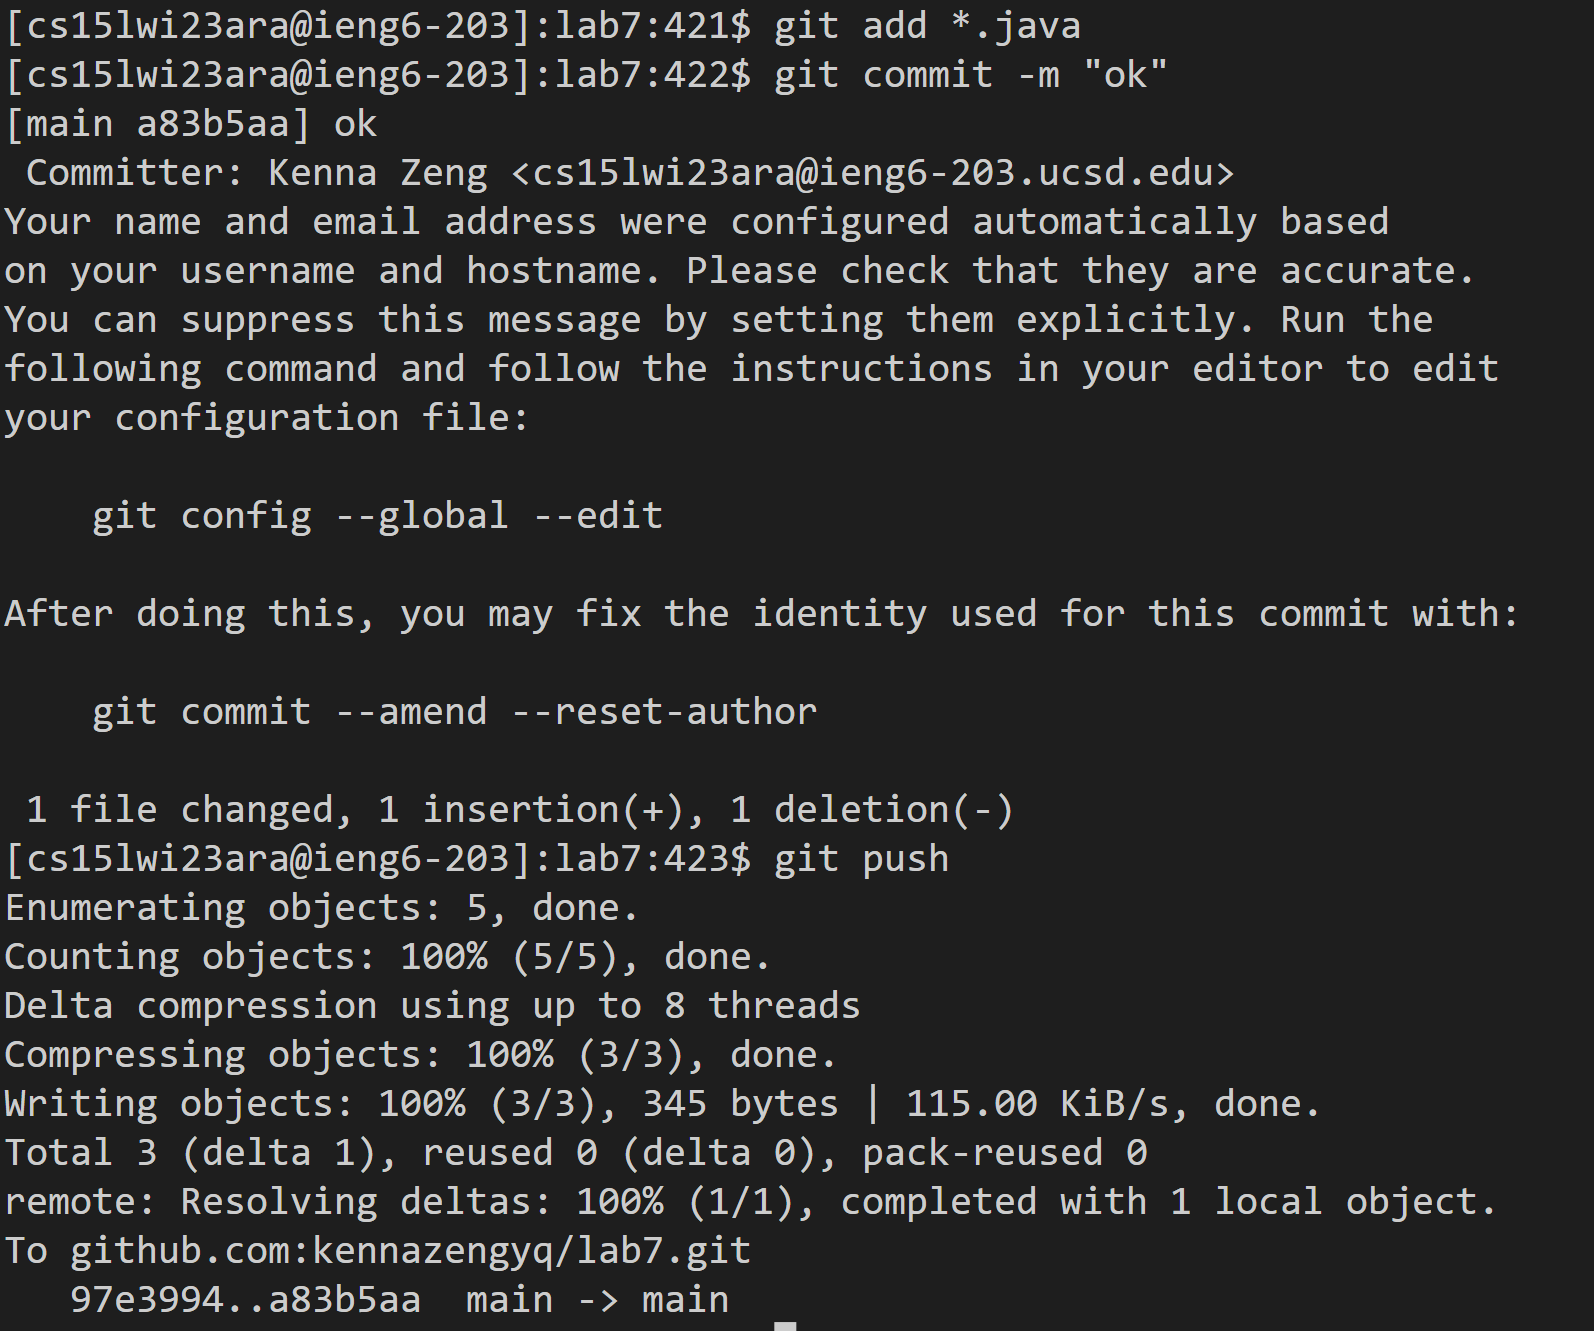 [cs15lwi23ara@ieng6-203]:lab7:421$ git add *.java
[cs15lwi23ara@ieng6-203]:lab7:422$ git commit -m "ok"
[main a83b5aa] ok
 Committer: Kenna Zeng <cs15lwi23ara@ieng6-203.ucsd.edu>
Your name and email address were configured automatically based
on your username and hostname. Please check that they are accurate.
You can suppress this message by setting them explicitly. Run the
following command and follow the instructions in your editor to edit
your configuration file:

    git config --global --edit

After doing this, you may fix the identity used for this commit with:

    git commit --amend --reset-author

 1 file changed, 1 insertion(+), 1 deletion(-)
[cs15lwi23ara@ieng6-203]:lab7:423$ git push
Enumerating objects: 5, done.
Counting objects: 100% (5/5), done.
Delta compression using up to 8 threads
Compressing objects: 100% (3/3), done.
Writing objects: 100% (3/3), 345 bytes | 115.00 KiB/s, done.
Total 3 (delta 1), reused 0 (delta 0), pack-reused 0
remote: Resolving deltas: 100% (1/1), completed with 1 local object.
To github.com:kennazengyq/lab7.git
   97e3994..a83b5aa  main -> main